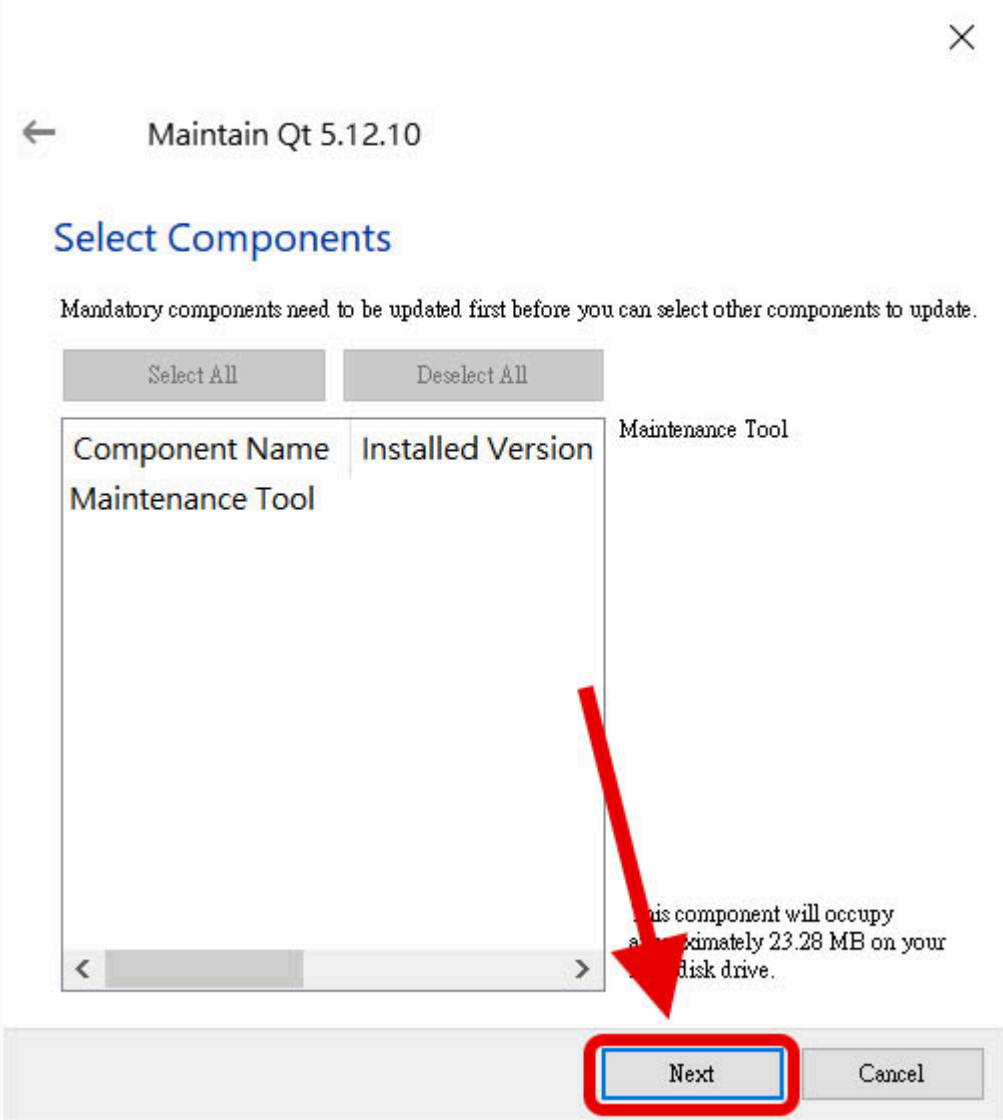 Maintain Qt 5.12.10
Select Components
Mandatory components need to be updated first before you can select other components to update.
Select All Deselect All
Component Name Installed Version
Maintenance Tool
Maintenance Tool
This component will occupy
approximately 23.28 MB on your
disk drive.
Next Cancel